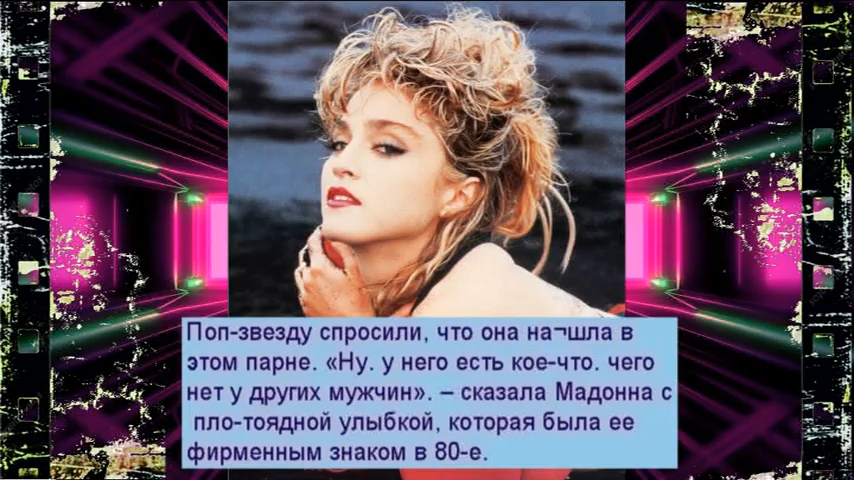 Поп-звезду спросили, что она на¬шла в
этом парне. «Ну. у него есть кое-что. чего
нет у других мужчин». – сказала Мадонна с
пло-тоядной улыбкой, которая была ее
фирменным знаком в 80-е.